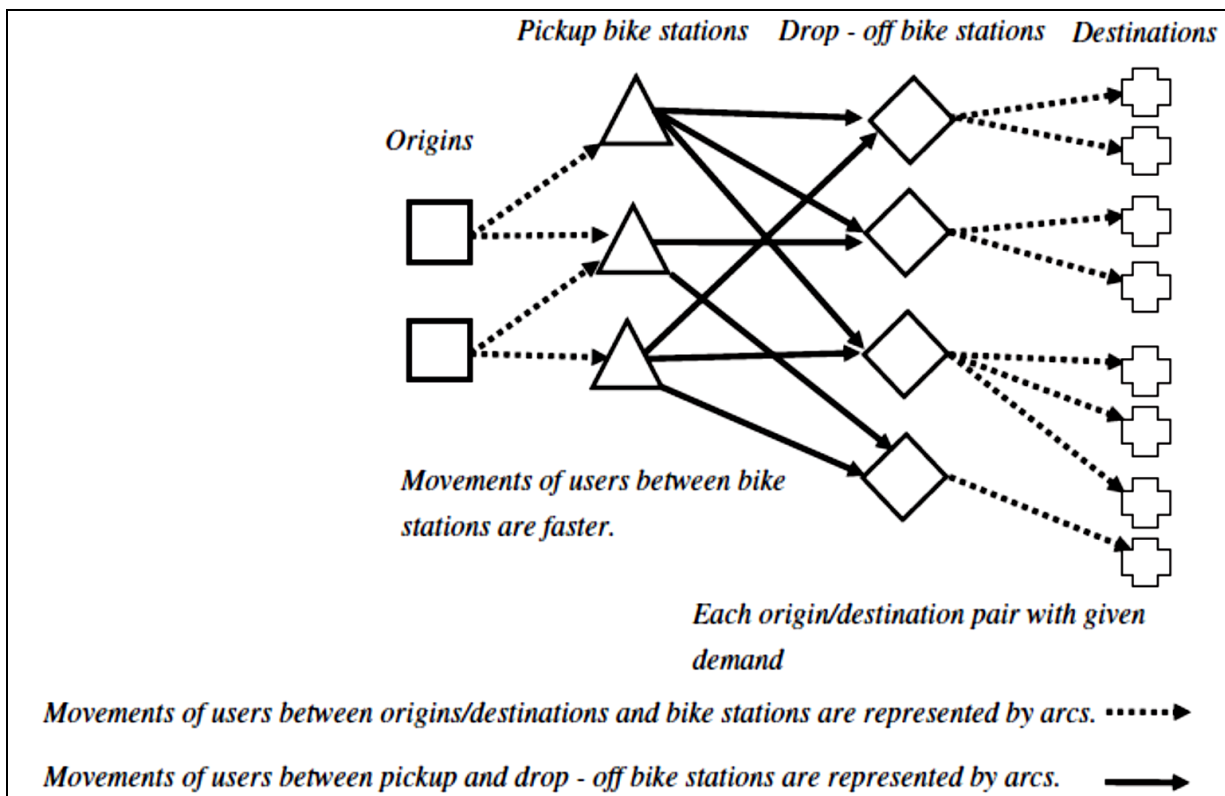 Pickup bike stations Drop - off bike stations Destinations
Origins
Movements of users between bike
stations are faster.
Each origin/destination pair with given
demand
Movements of users between origins/destinations and bike stations are represented by arcs.
Movements of users between pickup and drop - off bike stations are represented by arcs.